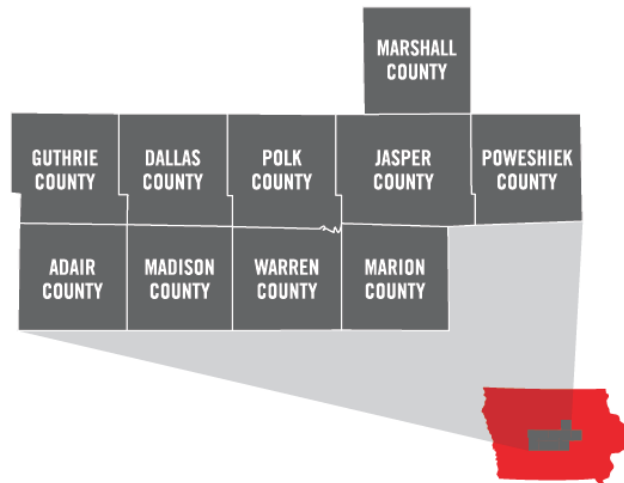 MARSHALL
COUNTY
GUTHRIE
COUNTY
DALLAS
COUNTY
POLK
COUNTY
JASPER
COUNTY
POWESHIEK
COUNTY
ADAIR
COUNTY
MADISON
COUNTY
WARREN
COUNTY
MARION
COUNTY